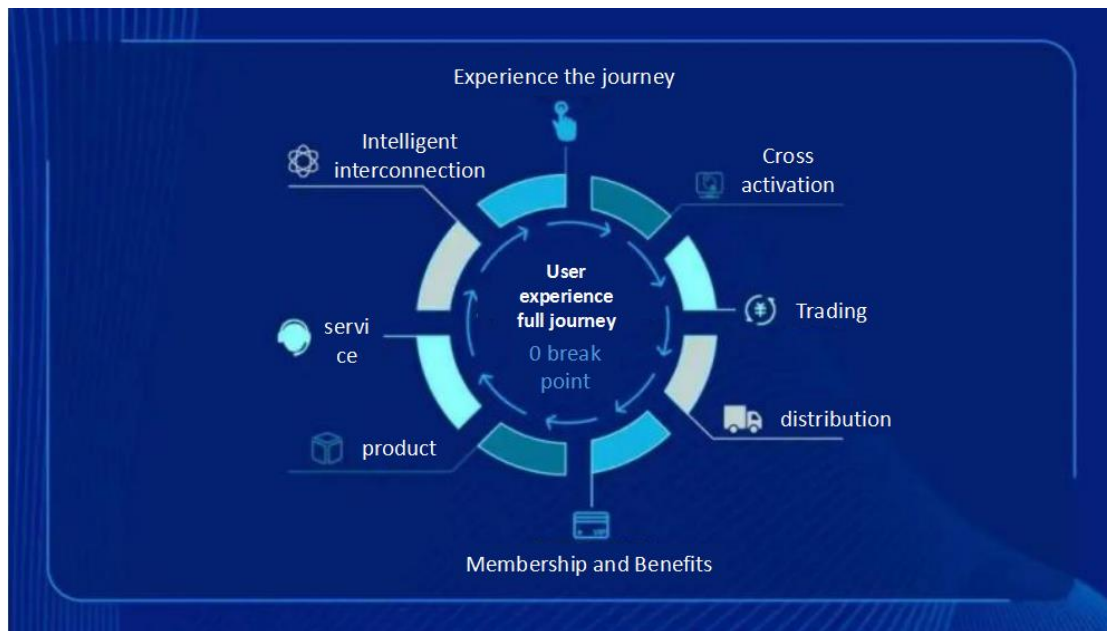 Experience the journey
Intelligent
interconnection
Cross
activation
User
experience
full journey
0 break
point
Trading
servi
ce
distribution
product
Membership and Benefits